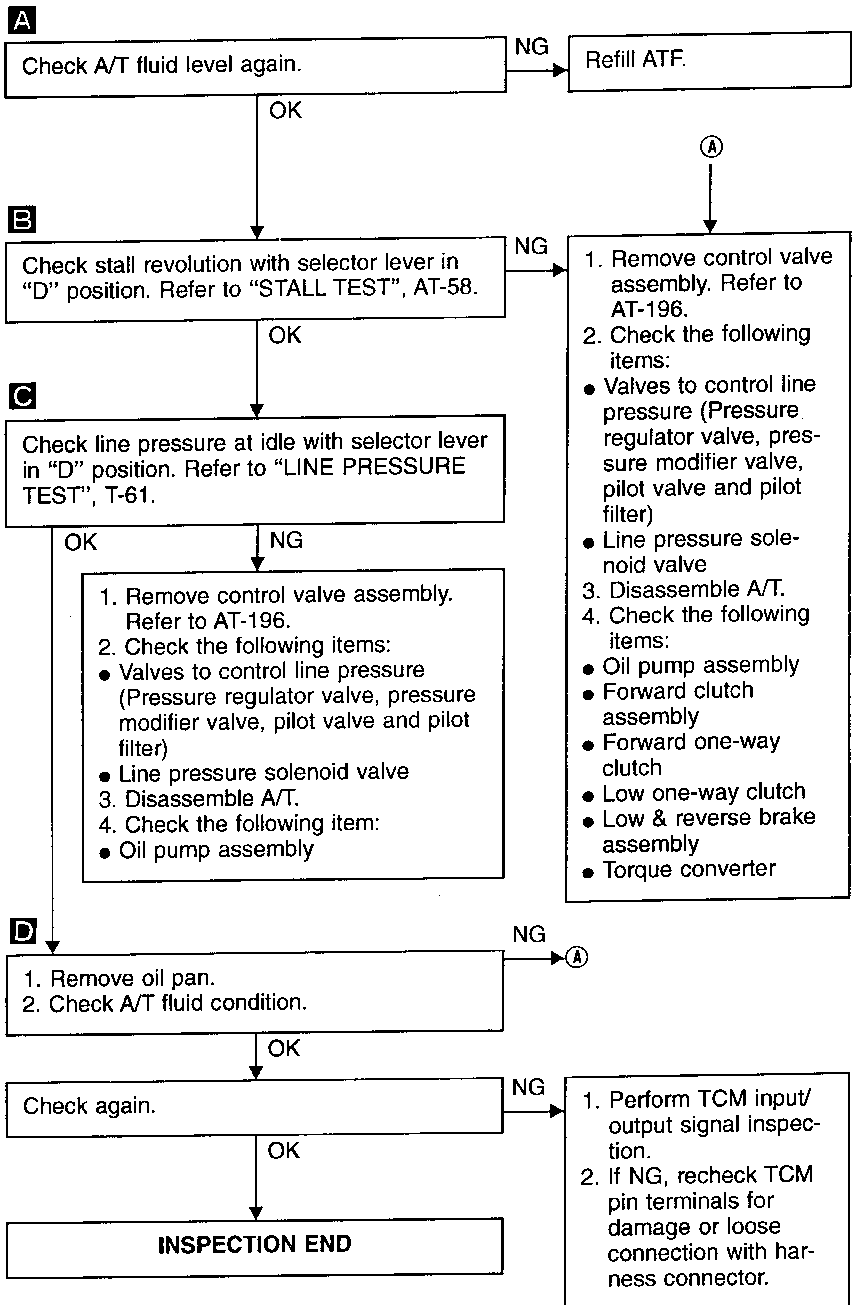 A
Check A/T fluid level again.
NG
Refill ATF.
OK
Ⓐ
B
Check stall revolution with selector lever in
“D” position. Refer to “STALL TEST”, AT-58.
NG
1. Remove control valve
assembly. Refer to
AT-196.
2. Check the following
items:
● Valves to control line
pressure (Pressure
regulator valve, pres-
sure modifier valve,
pilot valve and pilot
filter)
● Line pressure sole-
noid valve
3. Disassemble A/T.
4. Check the following
items:
● Oil pump assembly
● Forward clutch
assembly
● Forward one-way
clutch
● Low one-way clutch
● Low & reverse brake
assembly
● Torque converter
OK
C
Check line pressure at idle with selector lever
in “D” position. Refer to “LINE PRESSURE
TEST”, T-61.
OK
NG
1. Remove control valve assembly.
Refer to AT-196.
2. Check the following items:
● Valves to control line pressure
(Pressure regulator valve, pressure
modifier valve, pilot valve and pilot
filter)
● Line pressure solenoid valve
3. Disassemble A/T.
4. Check the following item:
● Oil pump assembly
D
1. Remove oil pan.
2. Check A/T fluid condition.
NG
Ⓐ
OK
Check again.
NG
1. Perform TCM input/
output signal inspec-
tion.
2. If NG, recheck TCM
pin terminals for
damage or loose
connection with har-
ness connector.
OK
INSPECTION END